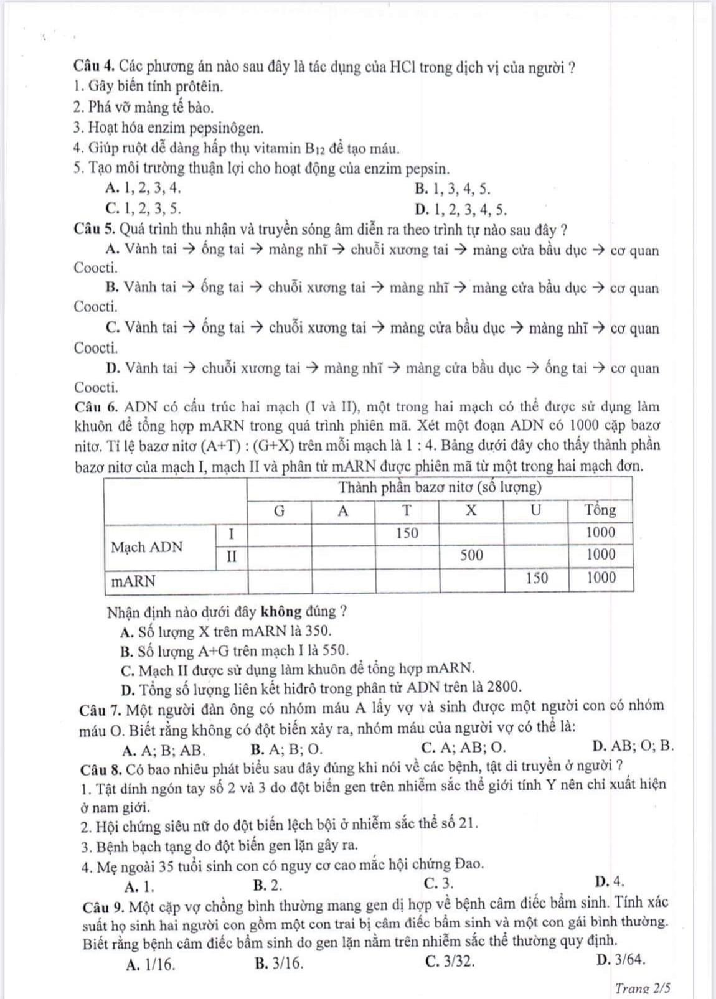 Câu 4. Các phương án nào sau đây là tác dụng của HCl trong dịch vị của người ?
1. Gây biến tính prôtêin.
2. Phá vỡ màng tế bào.
3. Hoạt hóa enzim pepsinôgen.
4. Giúp ruột dễ dàng hấp thụ vitamin B12 để tạo máu.
5. Tạo môi trường thuận lợi cho hoạt động của enzim pepsin.
A. 1, 2, 3, 4. B. 1, 3, 4, 5.
C. 1, 2, 3, 5. D. 1, 2, 3, 4, 5.
Câu 5. Quá trình thu nhận và truyền sóng âm diễn ra theo trình tự nào sau đây ?
A. Vành tai → ống tai → màng nhĩ → chuỗi xương tai → màng cửa bầu dục → cơ quan
Coocti.
B. Vành tai → ống tai → chuỗi xương tai → màng nhĩ → màng cửa bầu dục → cơ quan
Coocti.
C. Vành tai → ống tai → chuỗi xương tai → màng cửa bầu dục → màng nhĩ → cơ quan
Coocti.
D. Vành tai → chuỗi xương tai → màng nhĩ → màng cửa bầu dục → ống tai → cơ quan
Coocti.
Câu 6. ADN có cấu trúc hai mạch (I và II), một trong hai mạch có thể được sử dụng làm
khuôn để tổng hợp mARN trong quá trình phiên mã. Xét một đoạn ADN có 1000 cặp bazơ
nitơ. Tỉ lệ bazơ nitơ (A+T) : (G+X) trên mỗi mạch là 1 : 4. Bảng dưới đây cho thấy thành phần
bazơ nitơ của mạch I, mạch II và phân tử mARN được phiên mã từ một trong hai mạch đơn.
Thành phần bazơ nitơ (số lượng)
G A T X U Tổng
Mạch ADN I 150 1000
II 500 1000
mARN 150 1000
Nhận định nào dưới đây không đúng ?
A. Số lượng X trên mARN là 350.
B. Số lượng A+G trên mạch I là 550.
C. Mạch II được sử dụng làm khuôn để tổng hợp mARN.
D. Tổng số lượng liên kết hiđrô trong phân tử ADN trên là 2800.
Câu 7. Một người đàn ông có nhóm máu A lấy vợ và sinh được một người con có nhóm
máu O. Biết rằng không có đột biến xảy ra, nhóm máu của người vợ có thể là:
A. A; B; AB. B. A; B; O. C. A; AB; O. D. AB; O; B.
Câu 8. Có bao nhiêu phát biểu sau đây đúng khi nói về các bệnh, tật di truyền ở người ?
1. Tật dính ngón tay số 2 và 3 do đột biến gen trên nhiễm sắc thể giới tính Y nên chỉ xuất hiện
ở nam giới.
2. Hội chứng siêu nữ do đột biến lệch bội ở nhiễm sắc thể số 21.
3. Bệnh bạch tạng do đột biến gen lặn gây ra.
4. Mẹ ngoài 35 tuổi sinh con có nguy cơ cao mắc hội chứng Đao.
A. 1. B. 2. C. 3. D. 4.
Câu 9. Một cặp vợ chồng bình thường mang gen dị hợp về bệnh câm điếc bẩm sinh. Tính xác
suất họ sinh hai người con gồm một con trai bị câm điếc bẩm sinh và một con gái bình thường.
Biết rằng bệnh câm điếc bẩm sinh do gen lặn nằm trên nhiễm sắc thể thường quy định.
A. 1/16. B. 3/16. C. 3/32. D. 3/64.
Trang 2/5